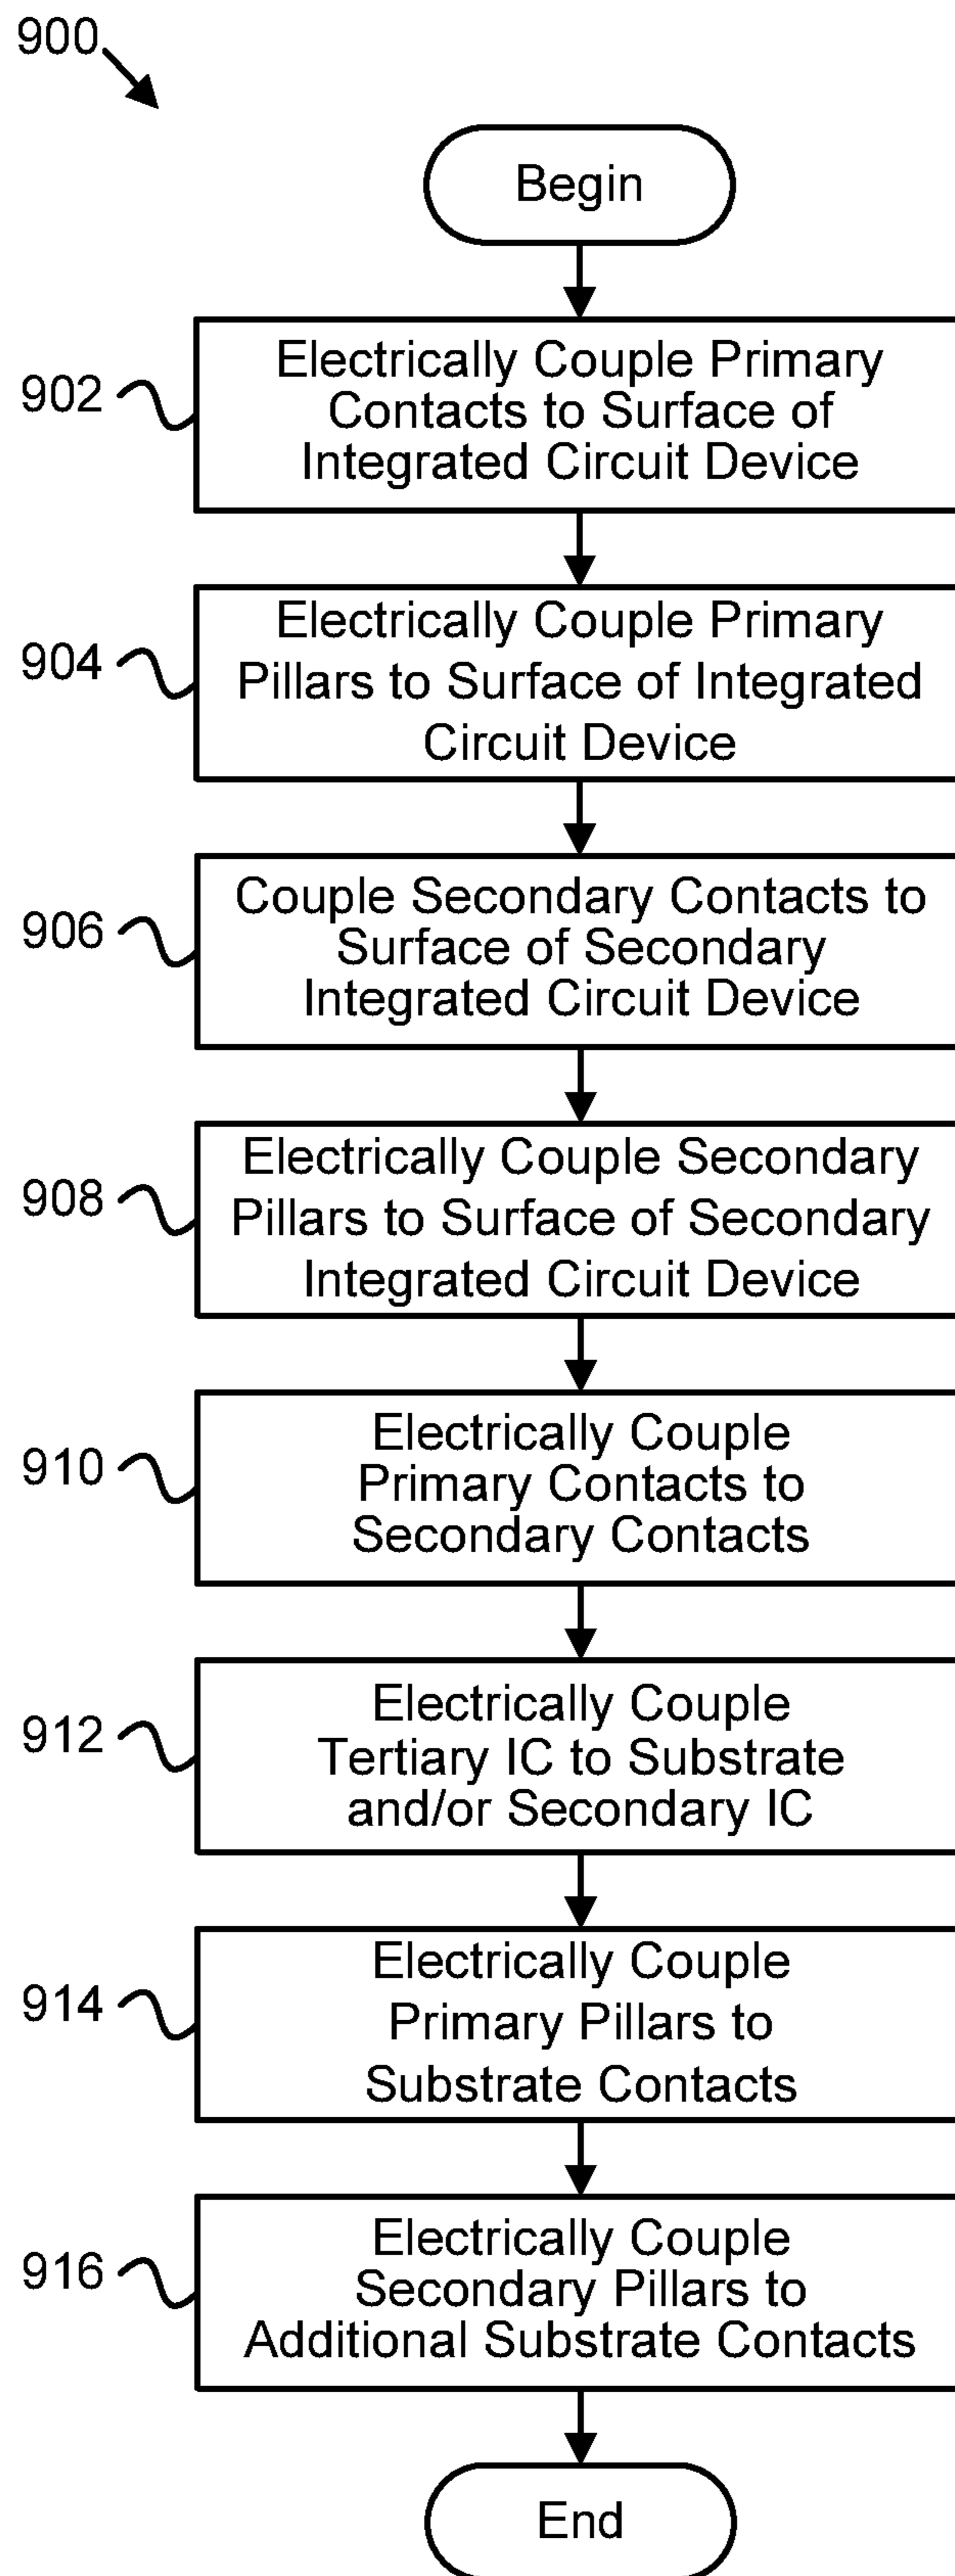 900
Begin
902
Electrically Couple Primary
Contacts to Surface of
Integrated Circuit Device
904
Electrically Couple Primary
Pillars to Surface of Integrated
Circuit Device
906
Couple Secondary Contacts to
Surface of Secondary
Integrated Circuit Device
908
Electrically Couple Secondary
Pillars to Surface of Secondary
Integrated Circuit Device
910
Electrically Couple
Primary Contacts to
Secondary Contacts
912
Electrically Couple
Tertiary IC to Substrate
and/or Secondary IC
914
Electrically Couple
Primary Pillars to
Substrate Contacts
916
Electrically Couple
Secondary Pillars to
Additional Substrate Contacts
End